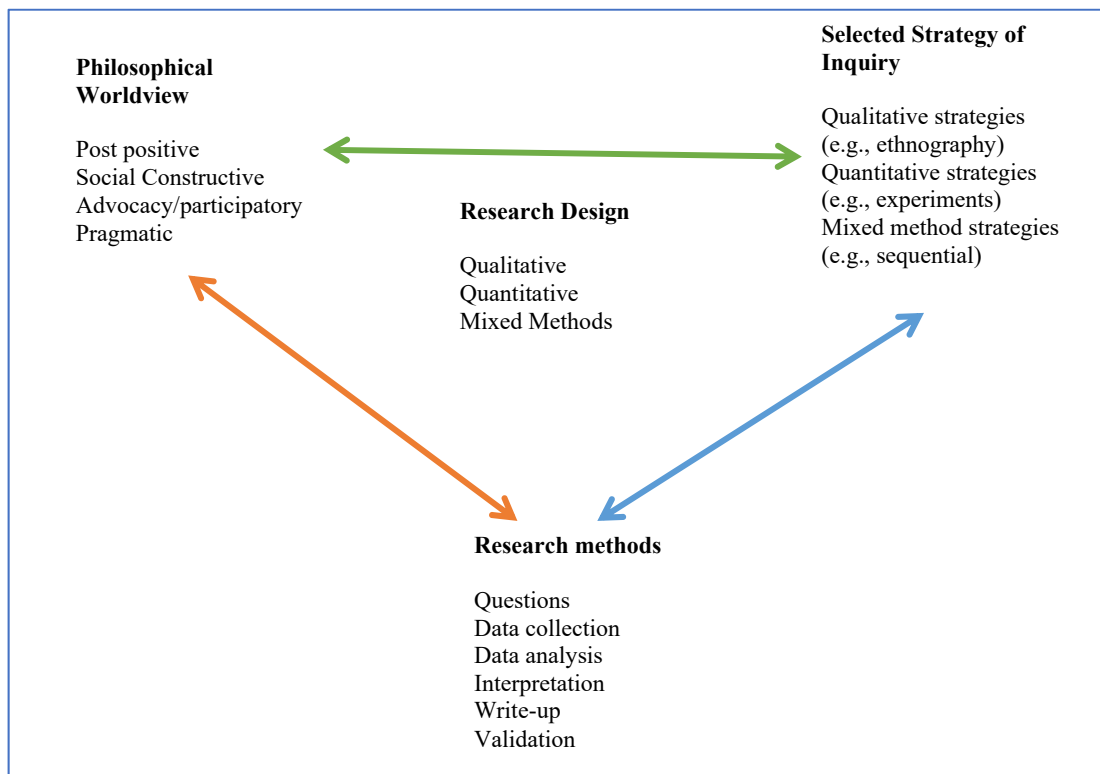 Philosophical
Worldview
Post positive
Social Constructive
Advocacy/participatory
Pragmatic
Selected Strategy of
Inquiry
Qualitative strategies
(e.g., ethnography)
Quantitative strategies
(e.g., experiments)
Mixed method strategies
(e.g., sequential)
Research Design
Qualitative
Quantitative
Mixed Methods
Research methods
Questions
Data collection
Data analysis
Interpretation
Write-up
Validation